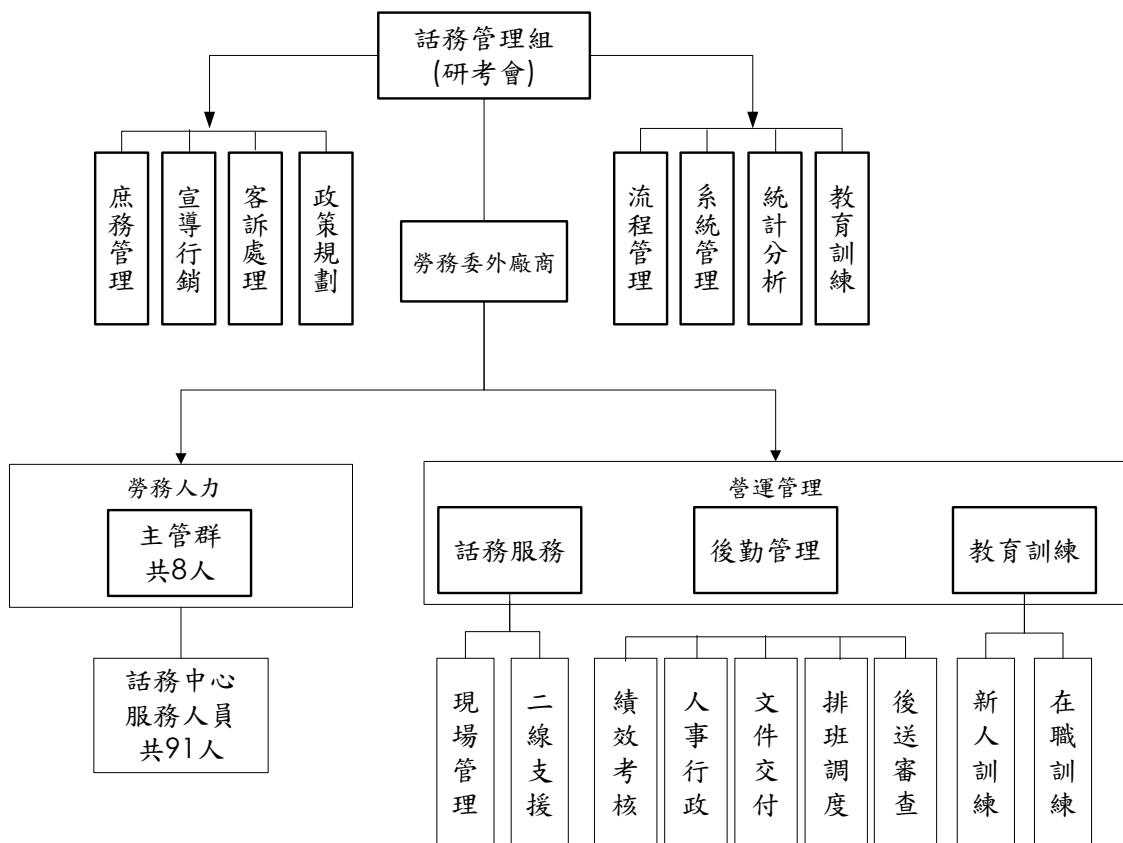 話務管理組
(研考會)
庶務管理
宣導行銷
客訴處理
政策規劃
流程管理
系統管理
統計分析
教育訓練
勞務委外廠商
勞務人力
主管群
共8人
話務中心
服務人員
共91人
營運管理
話務服務
後勤管理
教育訓練
現場管理
二線支援
績效考核
人事行政
文件交付
排班調度
後送審查
新人訓練
在職訓練